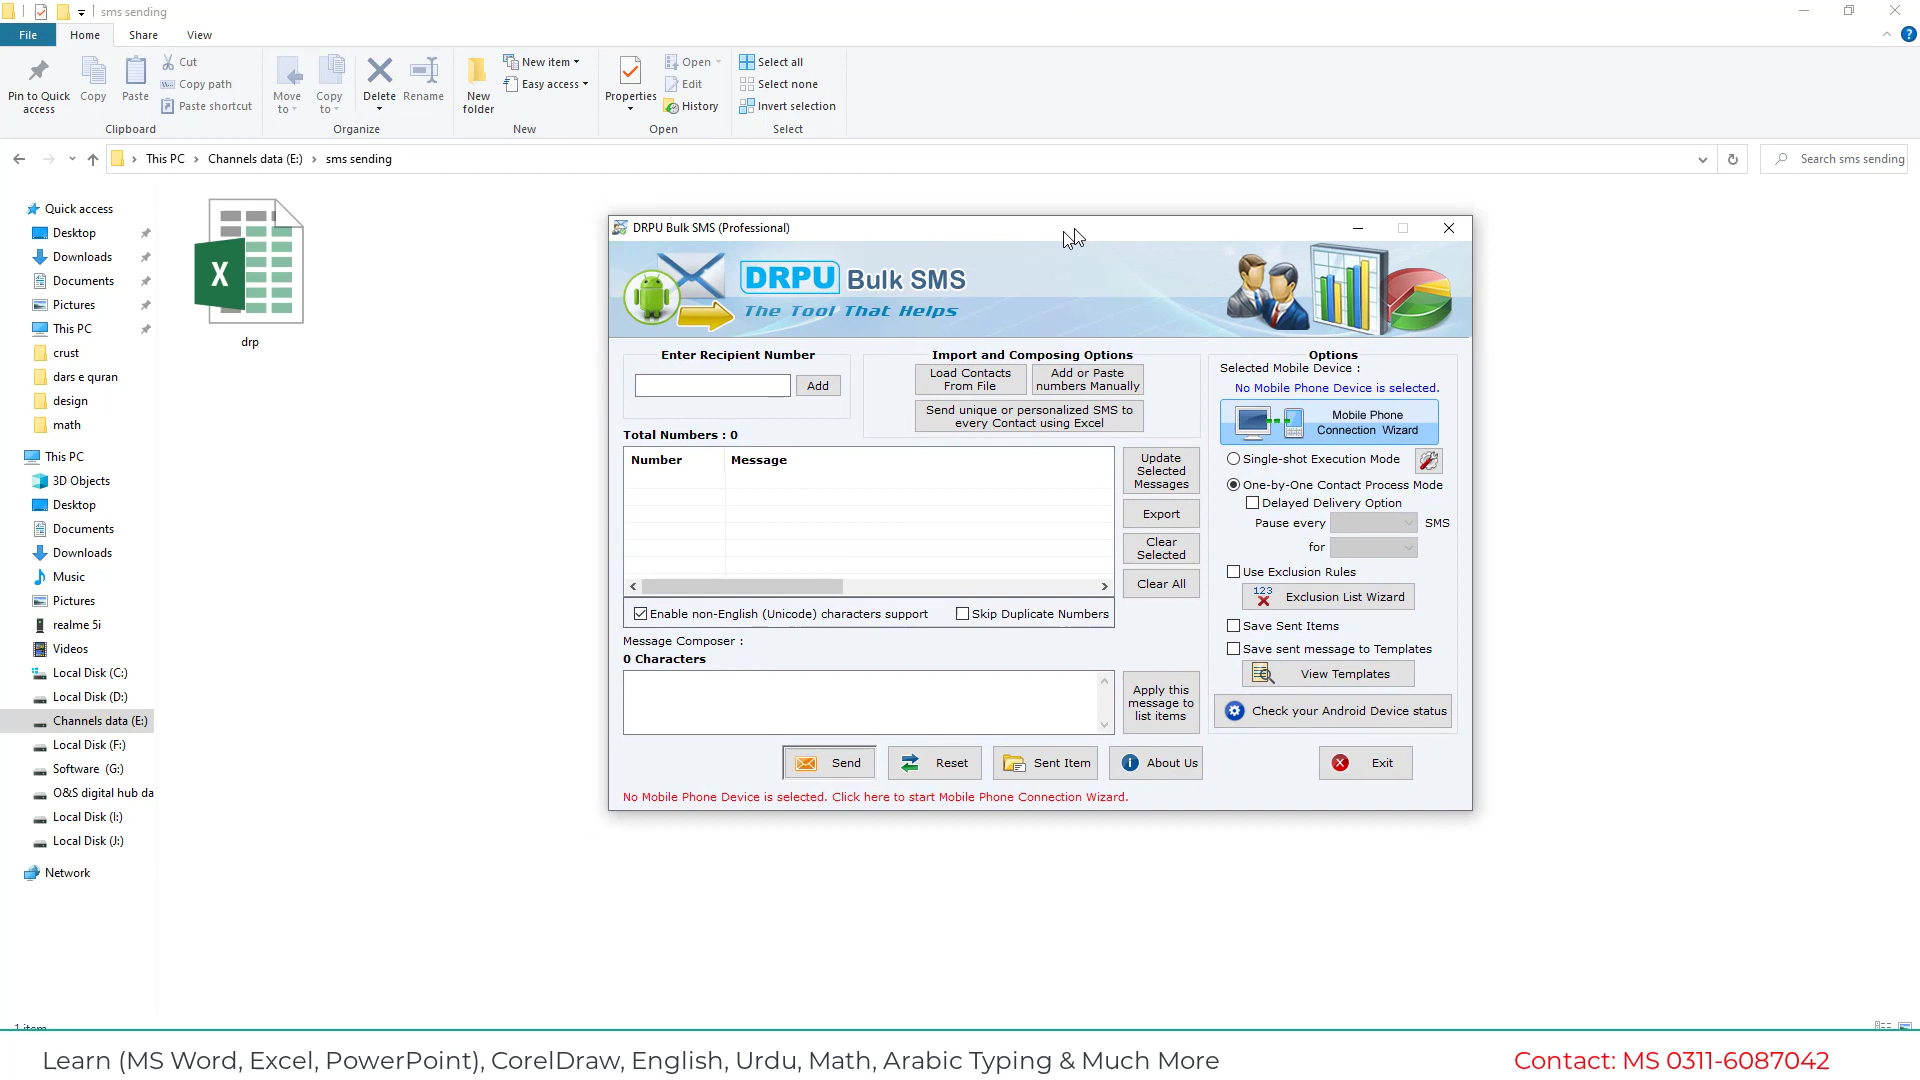 sms sending
File
Home
Share
View
Pin to Quick
access
Copy
Paste
Cut
Copy path
Paste shortcut
Clipboard
Move
to
Copy
to
Delete
Rename
Organize
New
folder
New item
Easy access
New
Properties
Open
Edit
History
Open
Select all
Select none
Invert selection
Select
This PC
Channels data (E:)
sms sending
Search sms sending
Quick access
Desktop
Downloads
Documents
Pictures
This PC
crust
dars e quran
design
math
This PC
3D Objects
Desktop
Documents
Downloads
Music
Pictures
realme 5i
Videos
Local Disk (C:)
Local Disk (D:)
Channels data (E:)
Local Disk (F:)
Software (G:)
O&S digital hub da
Local Disk (I:)
Local Disk (J:)
Network
X
drp
DRPU Bulk SMS (Professional)
DRPU Bulk SMS
The Tool That Helps
Enter Recipient Number
Add
Total Numbers : 0
Import and Composing Options
Load Contacts
From File
Add or Paste
numbers Manually
Send unique or personalized SMS to
every Contact using Excel
Number
Message
Update
Selected
Messages
Export
Clear
Selected
Clear All
Enable non-English (Unicode) characters support
Skip Duplicate Numbers
Message Composer :
0 Characters
Apply this
message to
list items
Options
Selected Mobile Device :
No Mobile Phone Device is selected.
Mobile Phone
Connection Wizard
Single-shot Execution Mode
One-by-One Contact Process Mode
Delayed Delivery Option
Pause every
SMS
for
Use Exclusion Rules
123
Exclusion List Wizard
Save Sent Items
Save sent message to Templates
View Templates
Check your Android Device status
Send
Reset
Sent Item
About Us
Exit
No Mobile Phone Device is selected. Click here to start Mobile Phone Connection Wizard.
Learn (MS Word, Excel, PowerPoint), CorelDraw, English, Urdu, Math, Arabic Typing & Much More
Contact: MS 0311-6087042